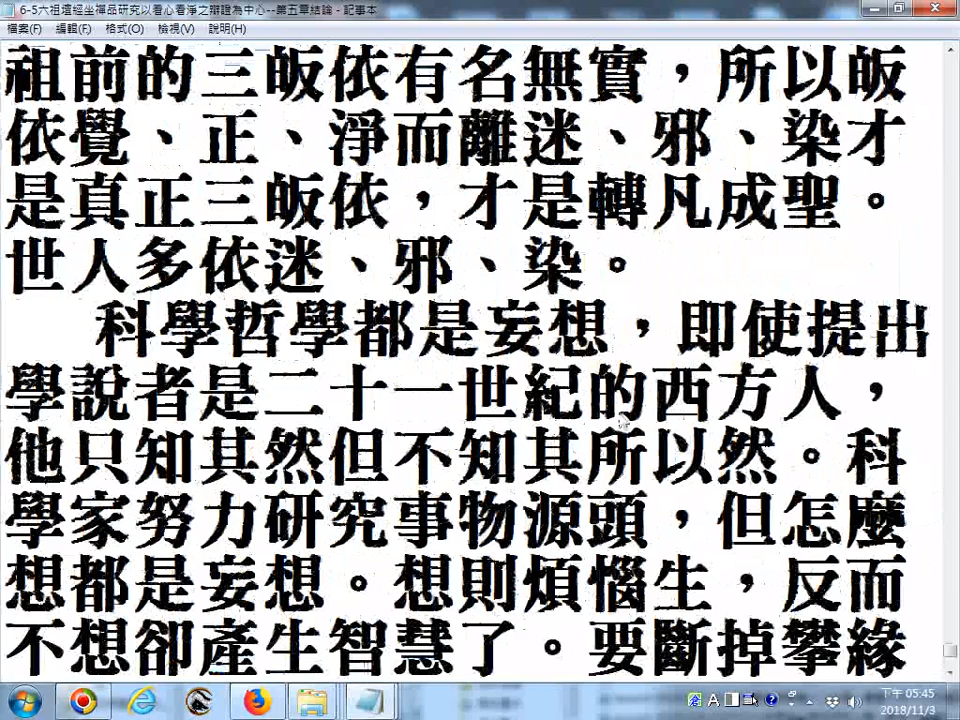 6-5六祖壇經坐禪品研究以看心看淨之辯證為中心--第五章結論 - 記事本
檔案(F) 編輯(E) 格式(O) 檢視(V) 說明(H)
祖前的三皈依有名無實，所以皈
依覺、正、淨而離迷、邪、染才
是真正三皈依，才是轉凡成聖。
世人多依迷、邪、染。
科學哲學都是妄想，即使提出
學說者是二十一世紀的西方人，
他只知其然但不知其所以然。科
學家努力研究事物源頭，但怎麼
想都是妄想。想則煩惱生，反而
不想卻產生智慧了。要斷掉攀緣
下午 05:45
2018/11/3